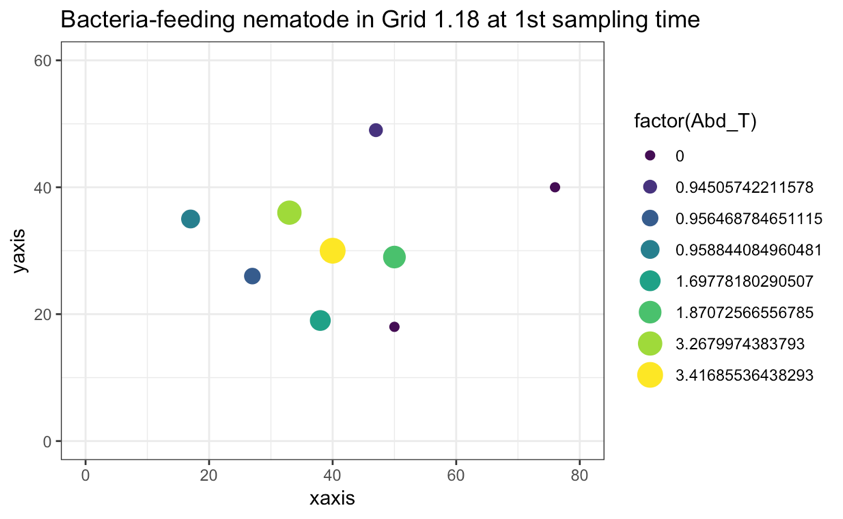 Bacteria-feeding nematode in Grid 1.18 at 1st sampling time
60
40
20
0
yaxis
0 20 40 60 80
xaxis
factor(Abd_T)
0
0.94505742211578
0.956468784651115
0.958844084960481
1.69778180290507
1.87072566556785
3.2679974383793
3.41685536438293